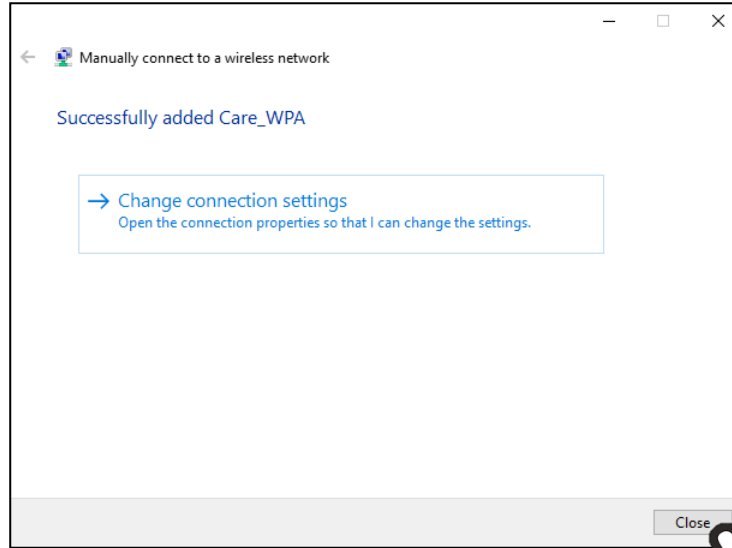 Manually connect to a wireless network
Successfully added Care_WPA
Change connection settings
Open the connection properties so that I can change the settings.
Close